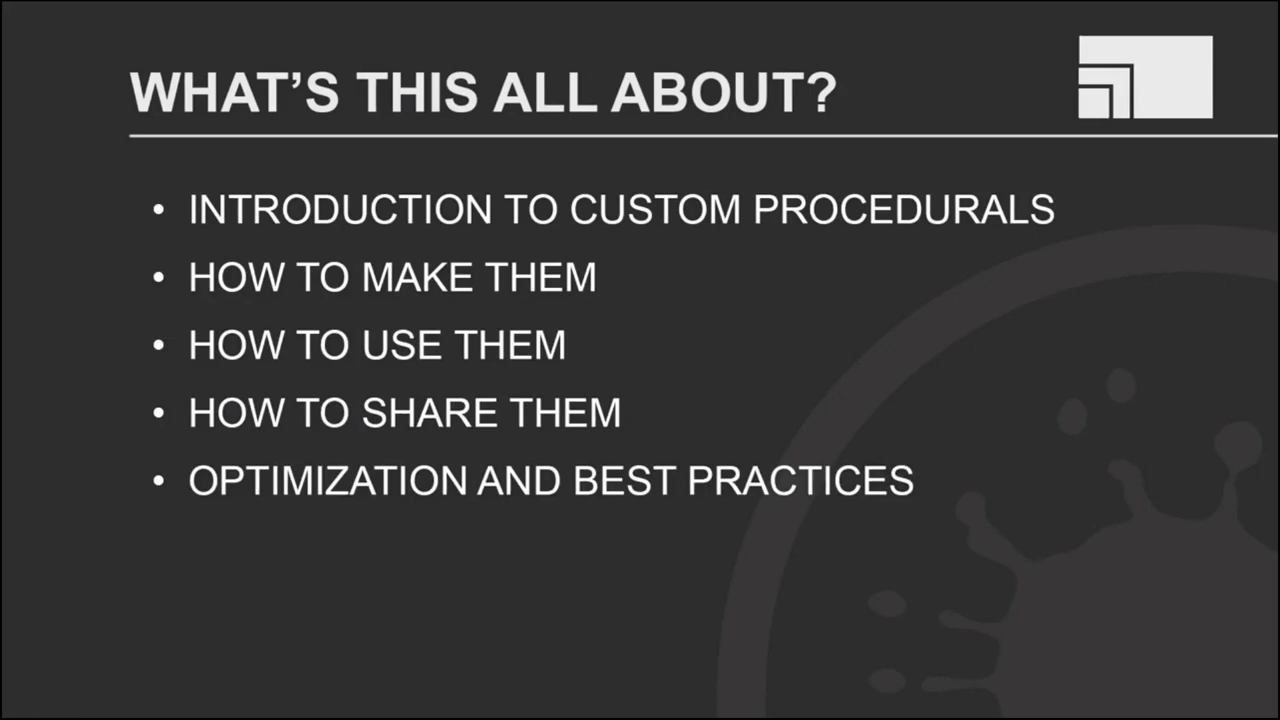 WHAT’S THIS ALL ABOUT?
• INTRODUCTION TO CUSTOM PROCEDURALS
• HOW TO MAKE THEM
• HOW TO USE THEM
• HOW TO SHARE THEM
• OPTIMIZATION AND BEST PRACTICES